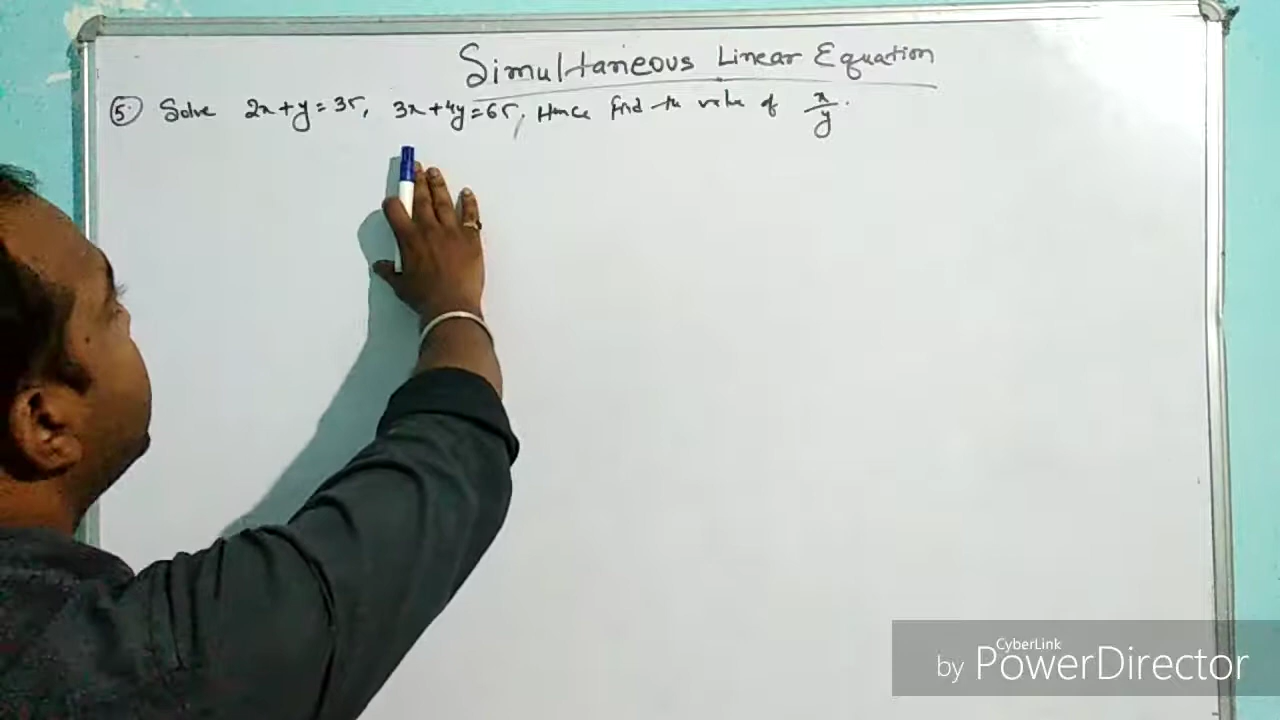 Simultaneous Linear Equation
5. Solve 2x+y=35, 3x+4y=65. Hence find the value of x/y.
CyberLink
by PowerDirector